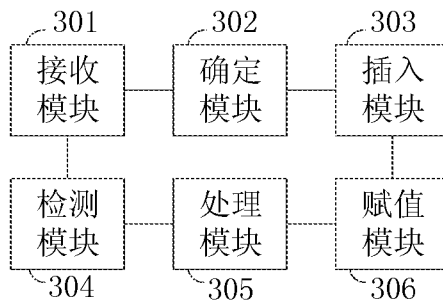 301 302 303
接收 确定 插入
模块 模块 模块
检测 处理 赋值
模块 模块 模块
304 305 306